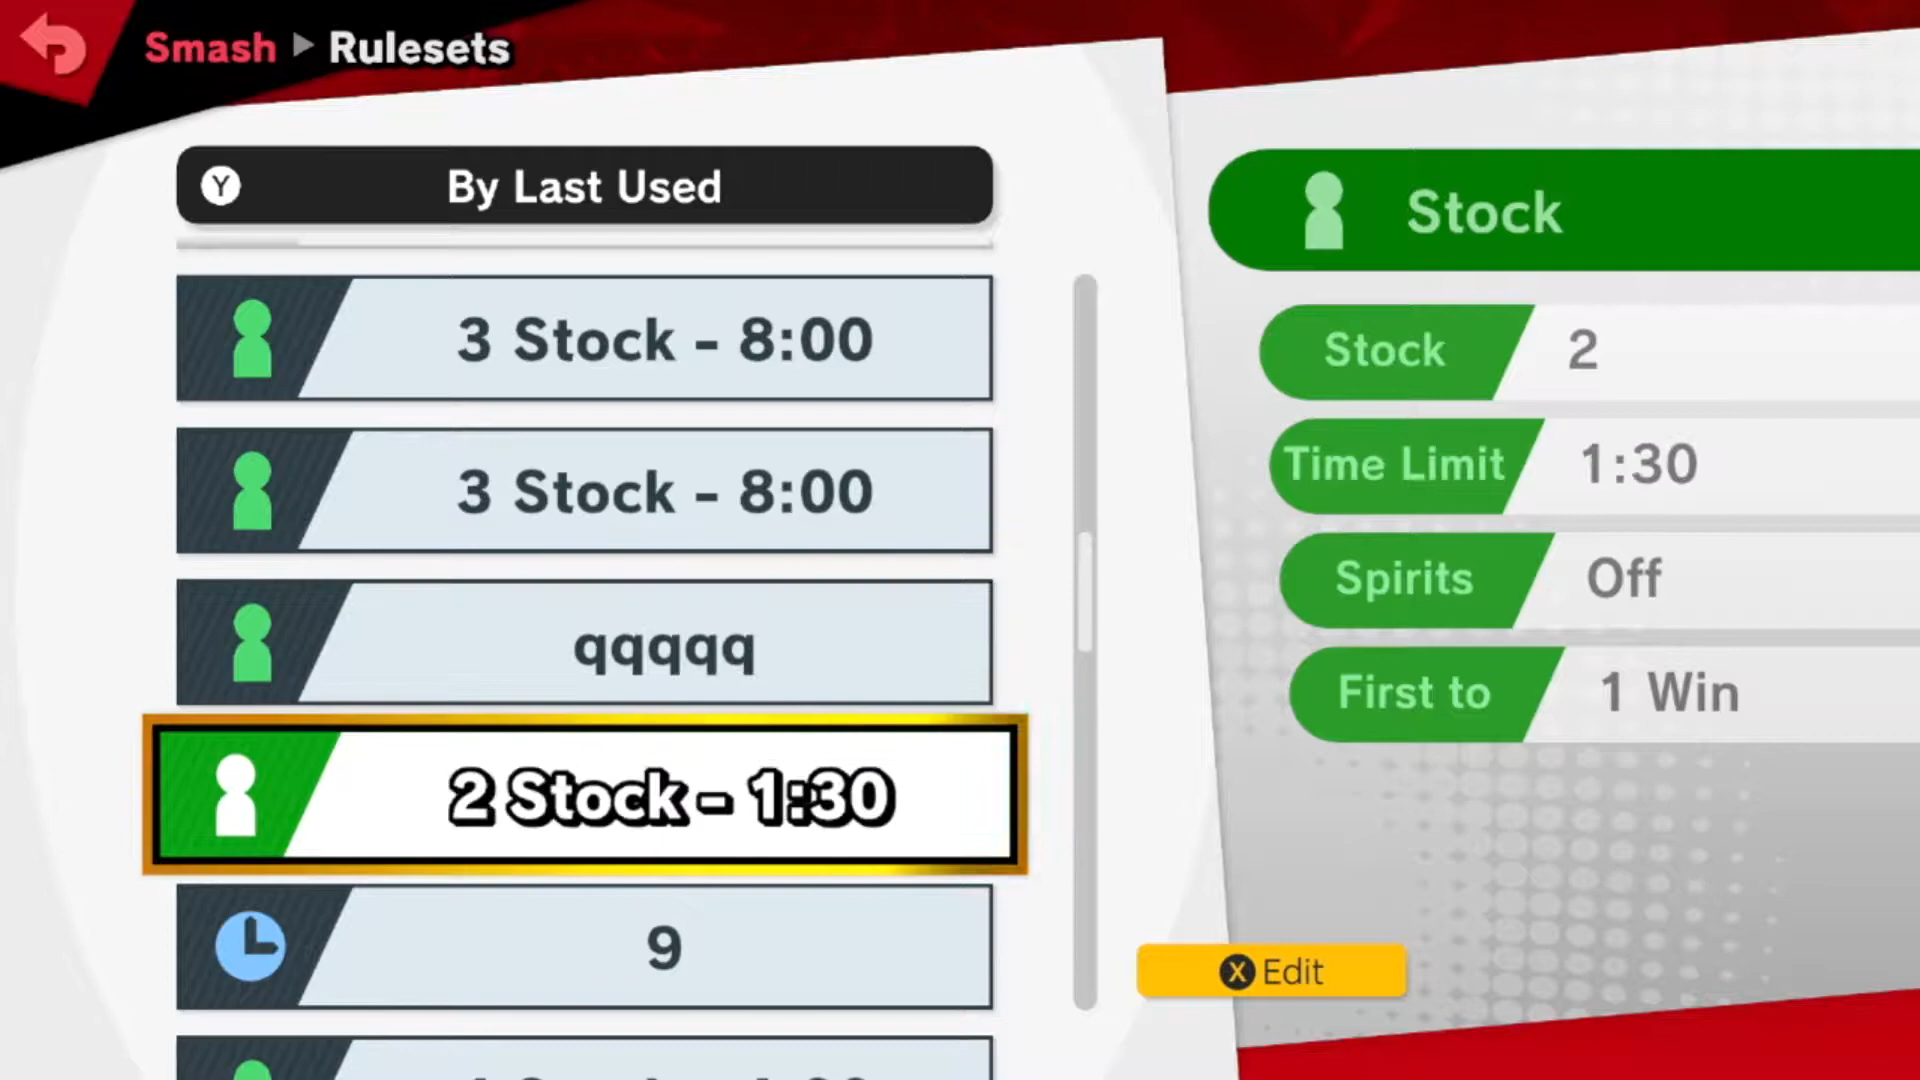 Smash ▶ Rulesets
Y By Last Used
3 Stock - 8:00
3 Stock - 8:00
qqqqq
2 Stock - 1:30
9
Stock
Stock 2
Time Limit 1:30
Spirits Off
First to 1 Win
X Edit